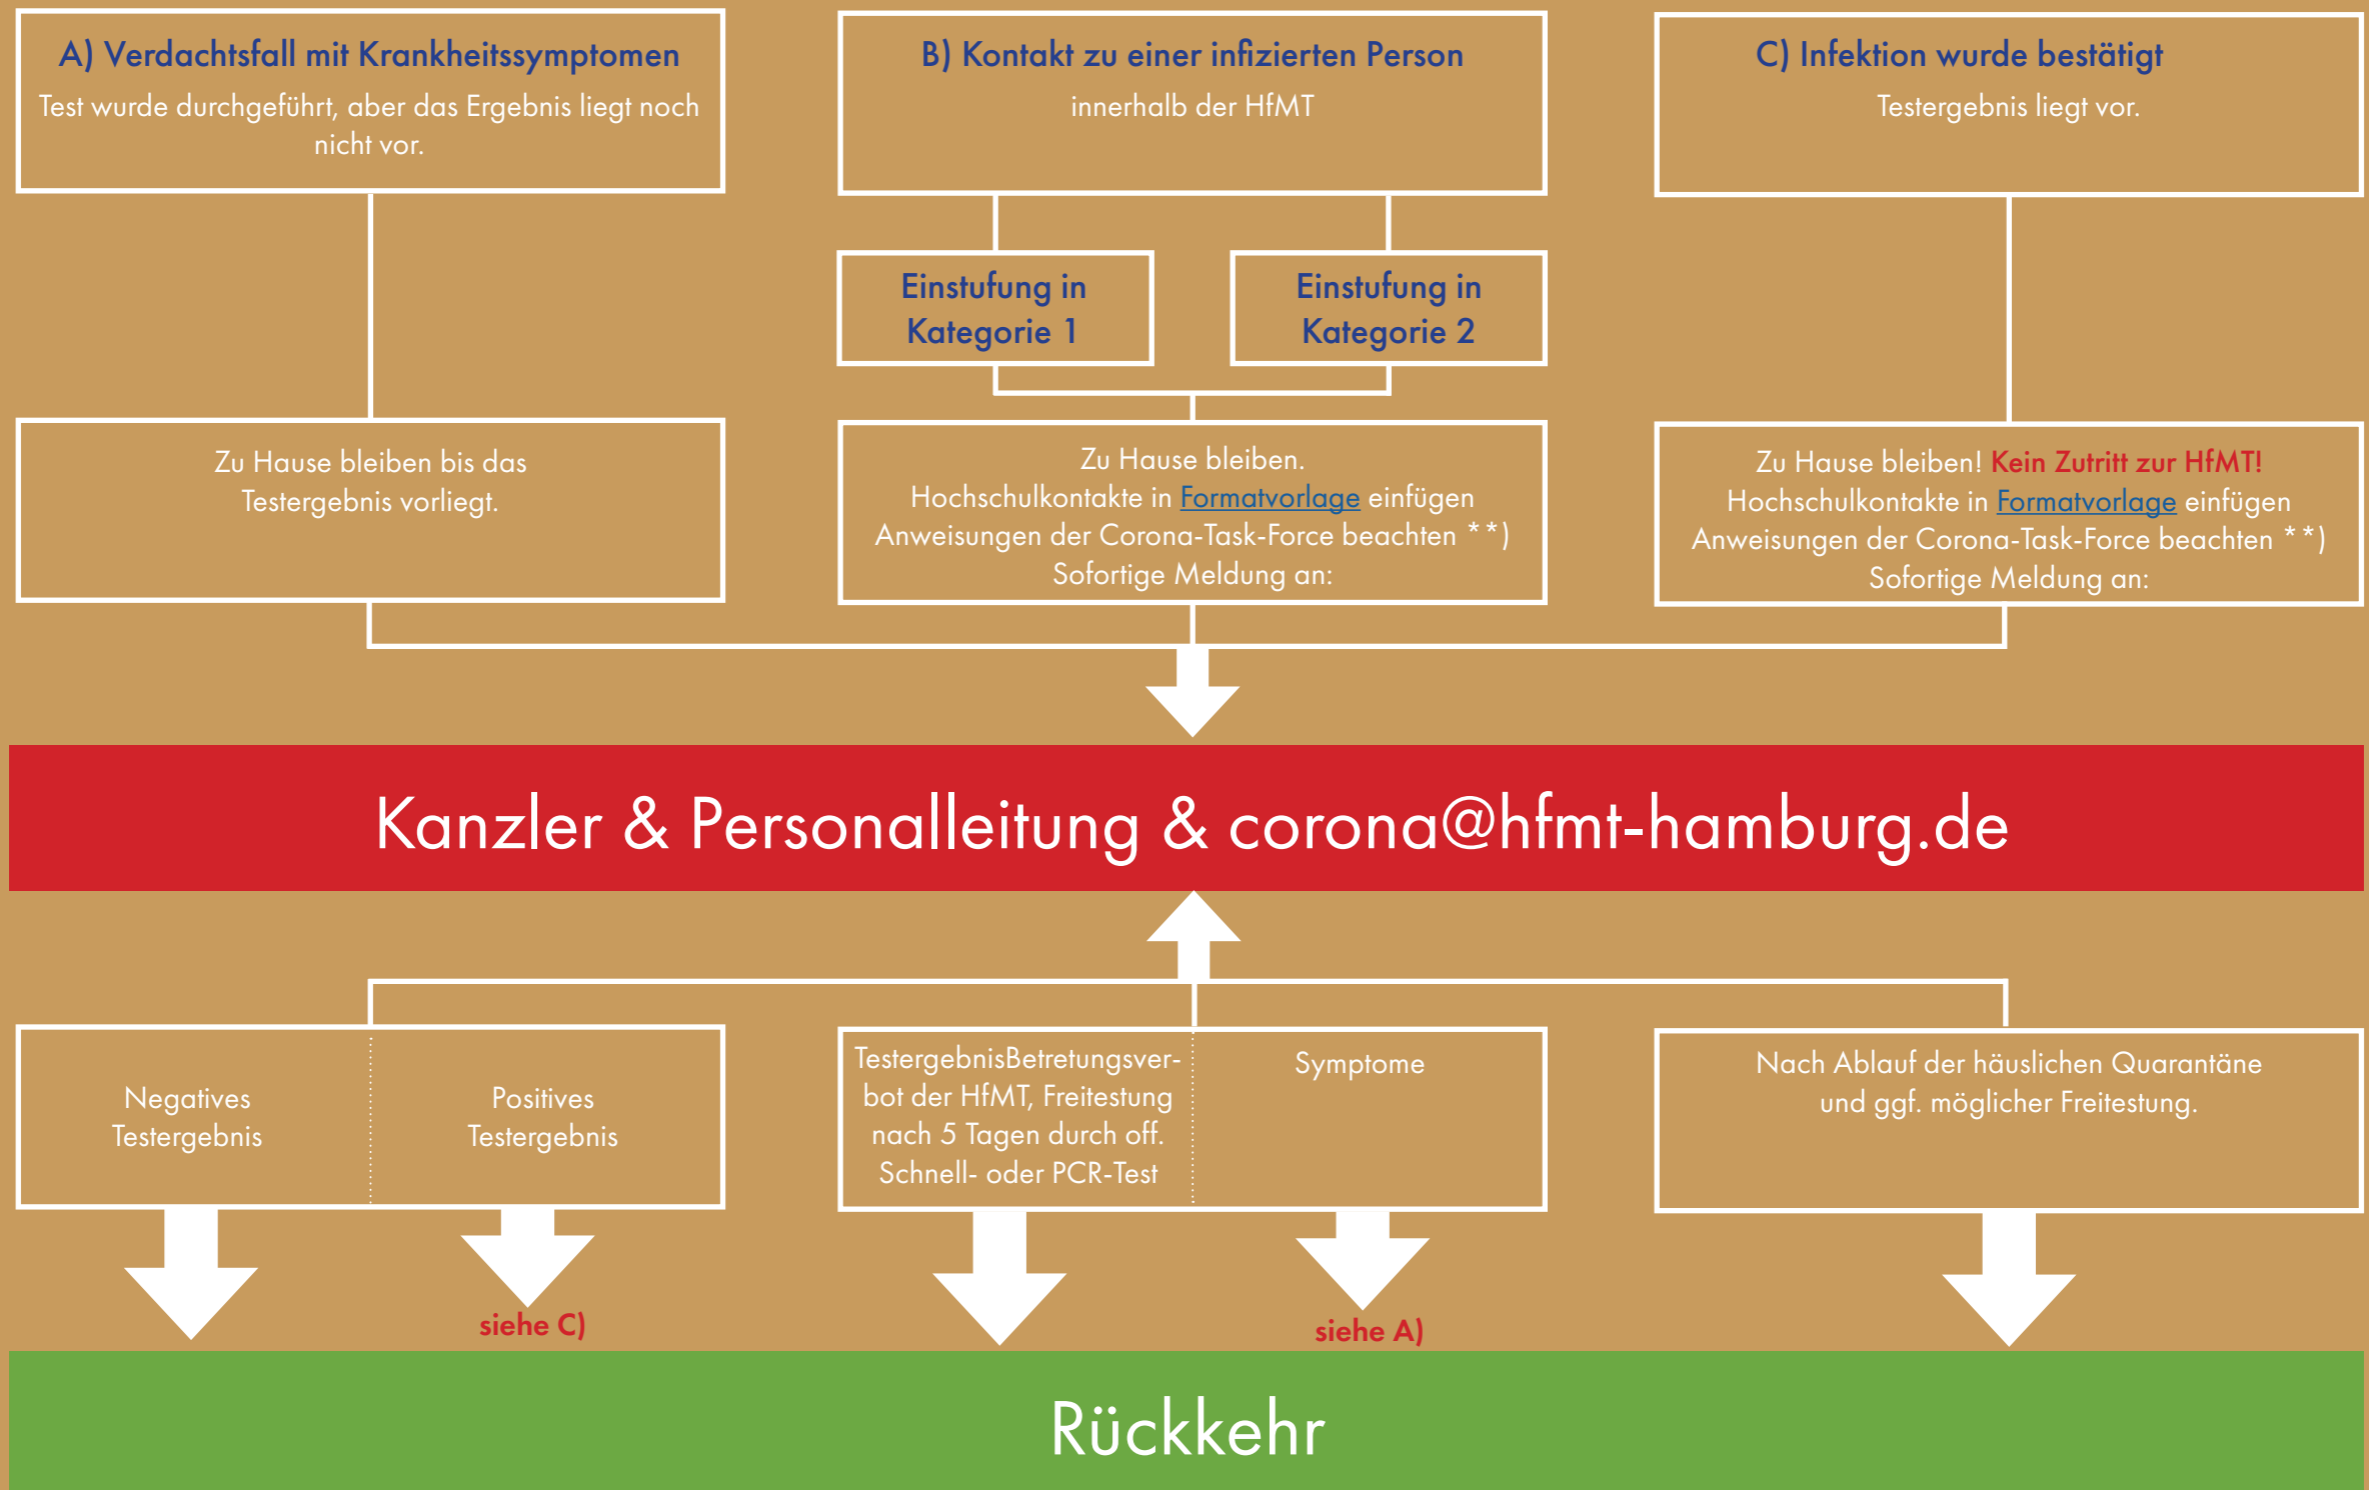 A) Verdachtsfall mit Krankheitssymptomen
Test wurde durchgeführt, aber das Ergebnis liegt noch
nicht vor.
B) Kontakt zu einer infizierten Person
innerhalb der HfMT
C) Infektion wurde bestätigt
Testergebnis liegt vor.
Einstufung in
Kategorie 1
Einstufung in
Kategorie 2
Zu Hause bleiben bis das
Testergebnis vorliegt.
Zu Hause bleiben.
Hochschulkontakte in Formatvorlage einfügen
Anweisungen der Corona-Task-Force beachten **)
Sofortige Meldung an:
Zu Hause bleiben! Kein Zutritt zur HfMT!
Hochschulkontakte in Formatvorlage einfügen
Anweisungen der Corona-Task-Force beachten **)
Sofortige Meldung an:
Kanzler & Personalleitung & corona@hfmt-hamburg.de
Negatives
Testergebnis
Positives
Testergebnis
TestergebnisBetretungsver-
bot der HfMT, Freitestung
nach 5 Tagen durch off.
Schnell- oder PCR-Test
Symptome
Nach Ablauf der häuslichen Quarantäne
und ggf. möglicher Freitestung.
siehe C)
siehe A)
Rückkehr